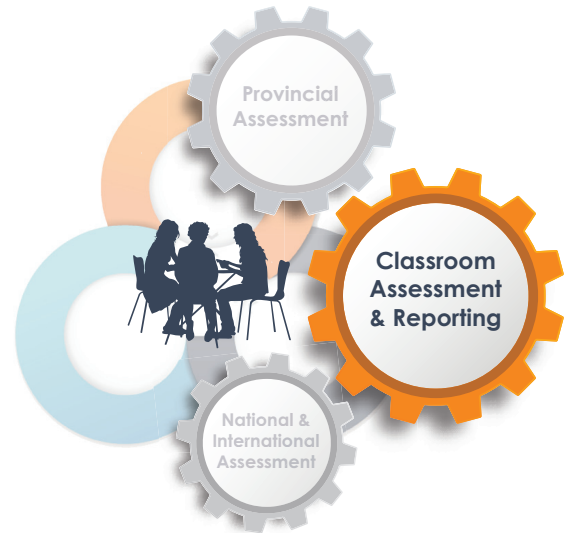 Provincial
Assessment
Classroom
Assessment
& Reporting
National &
International
Assessment